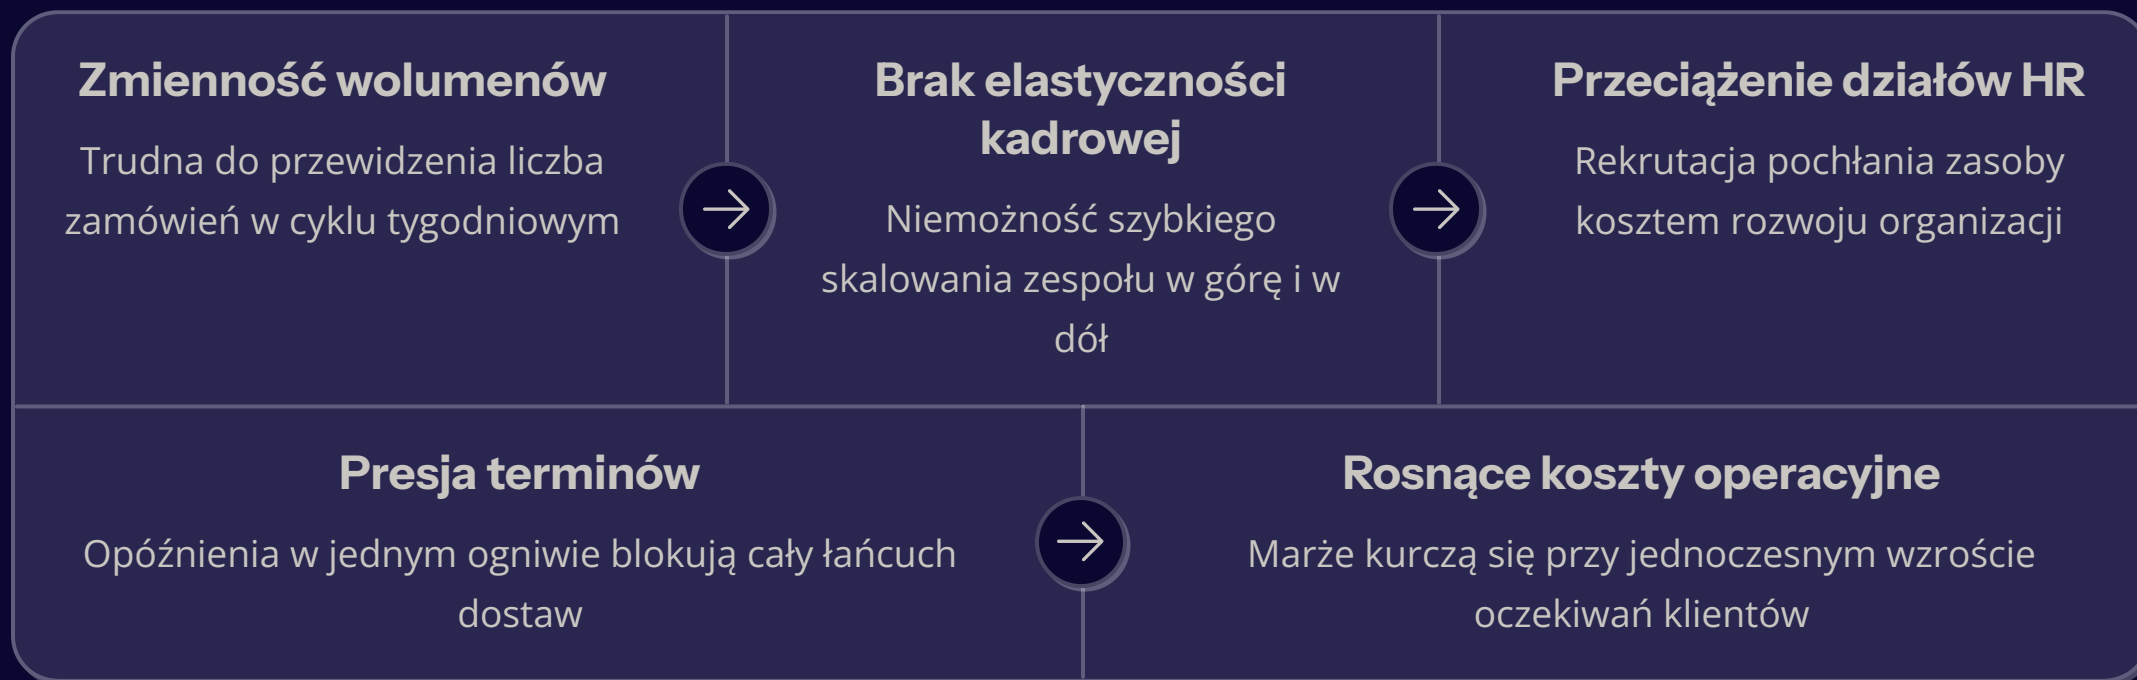 Zmienność wolumenów
Trudna do przewidzenia liczba
zamówień w cyklu tygodniowym
Brak elastyczności
kadrowej
Niemożność szybkiego
skalowania zespołu w górę i w
dół
Przeciążenie działów HR
Rekrutacja pochłania zasoby
kosztem rozwoju organizacji
Presja terminów
Opóźnienia w jednym ogniwie blokują cały łańcuch
dostaw
Rosnące koszty operacyjne
Marże kurczą się przy jednoczesnym wzroście
oczekiwań klientów